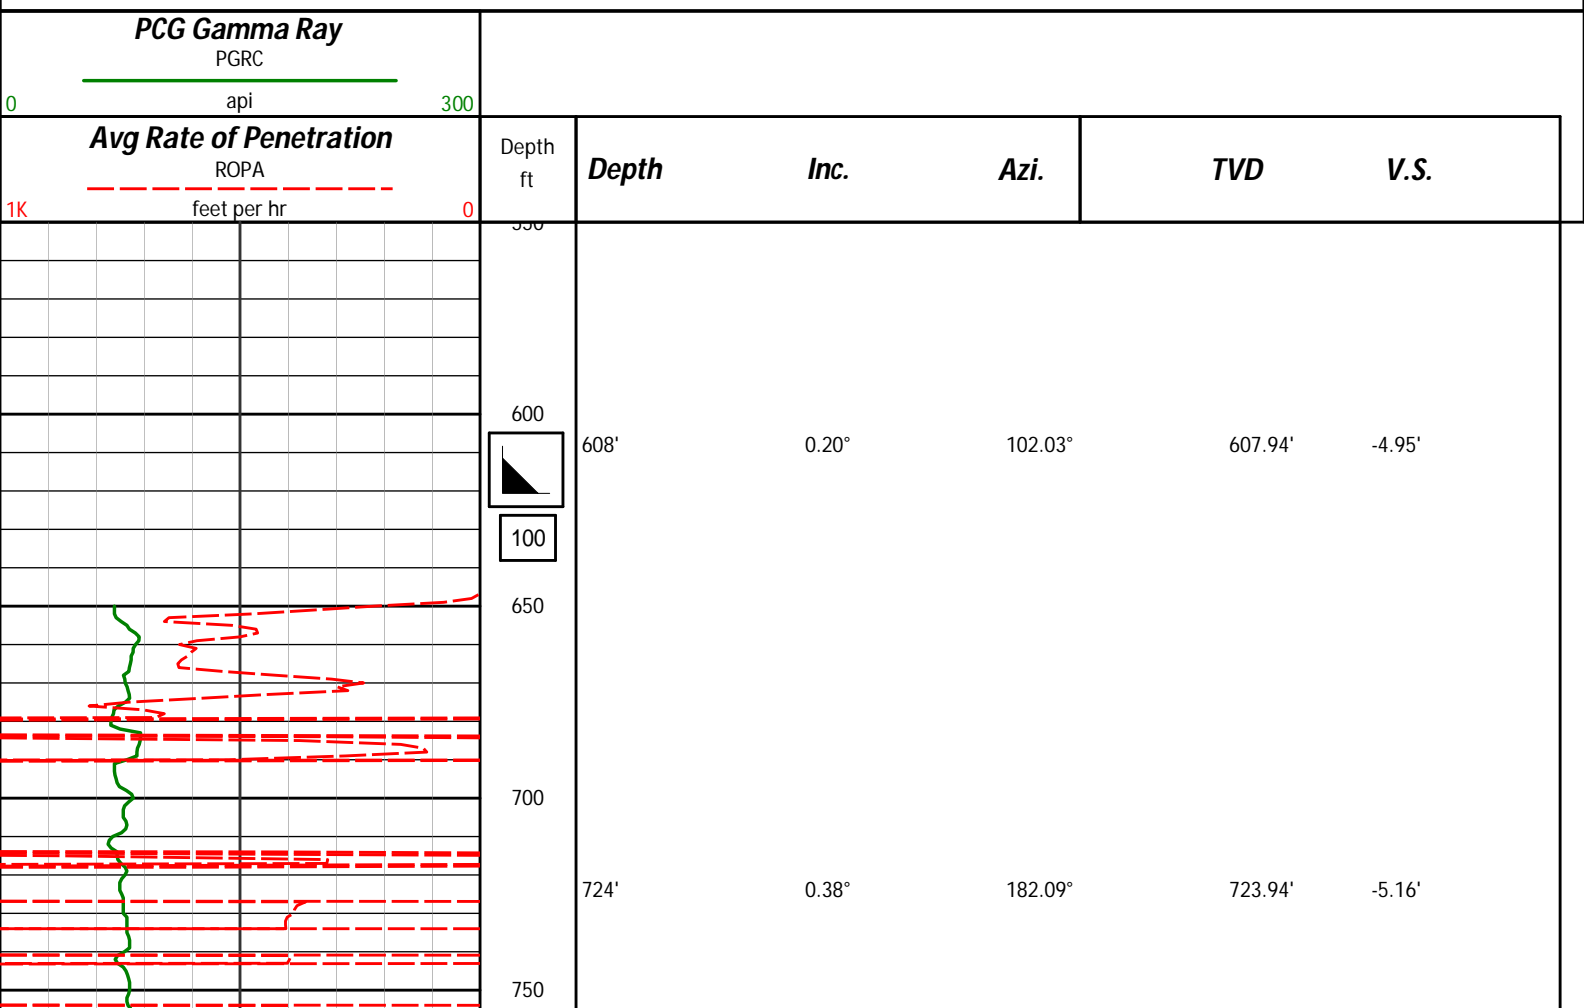 PCG Gamma Ray
PGRC
0 api 300
Avg Rate of Penetration
ROPA
1K feet per hr 0
Depth
ft
Depth Inc. Azi. TVD V.S.
600
608' 0.20° 102.03° 607.94' -4.95'
100
650
700
724' 0.38° 182.09° 723.94' -5.16'
750